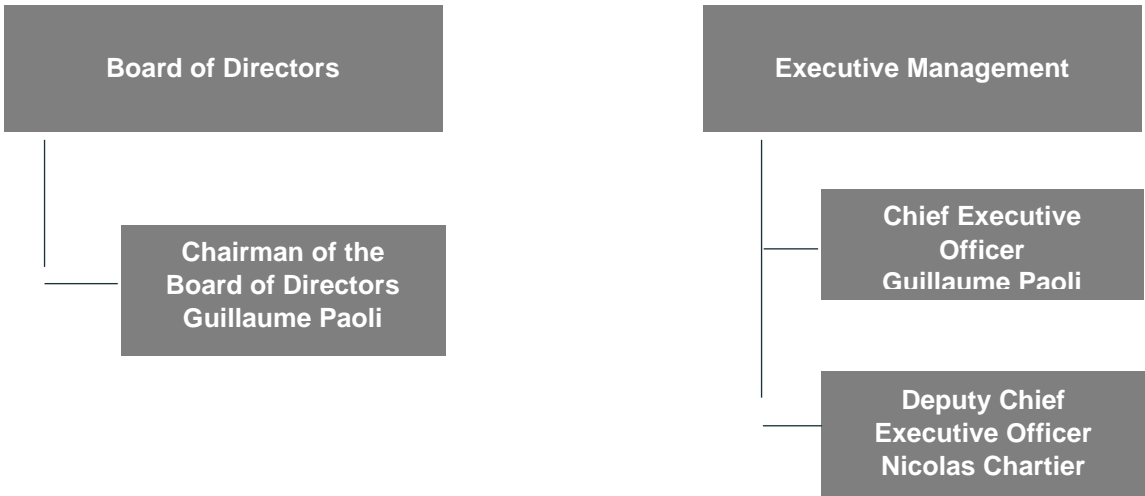 Board of Directors
Chairman of the
Board of Directors
Guillaume Paoli
Executive Management
Chief Executive
Officer
Guillaume Paoli
Deputy Chief
Executive Officer
Nicolas Chartier